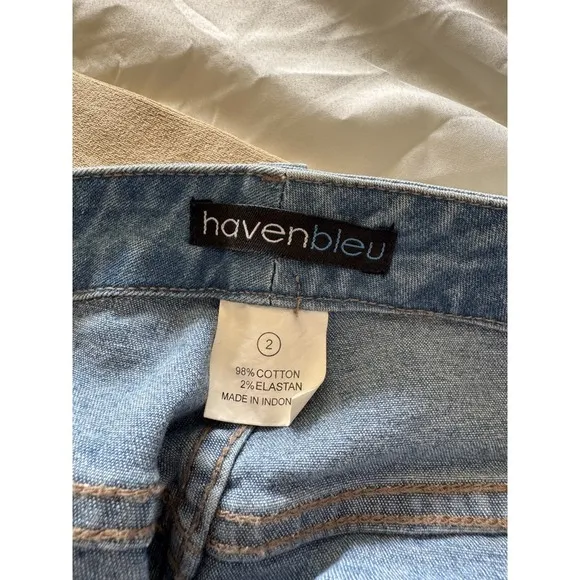 havenbleu
2
98% COTTON
2% ELASTAN
MADE IN INDON